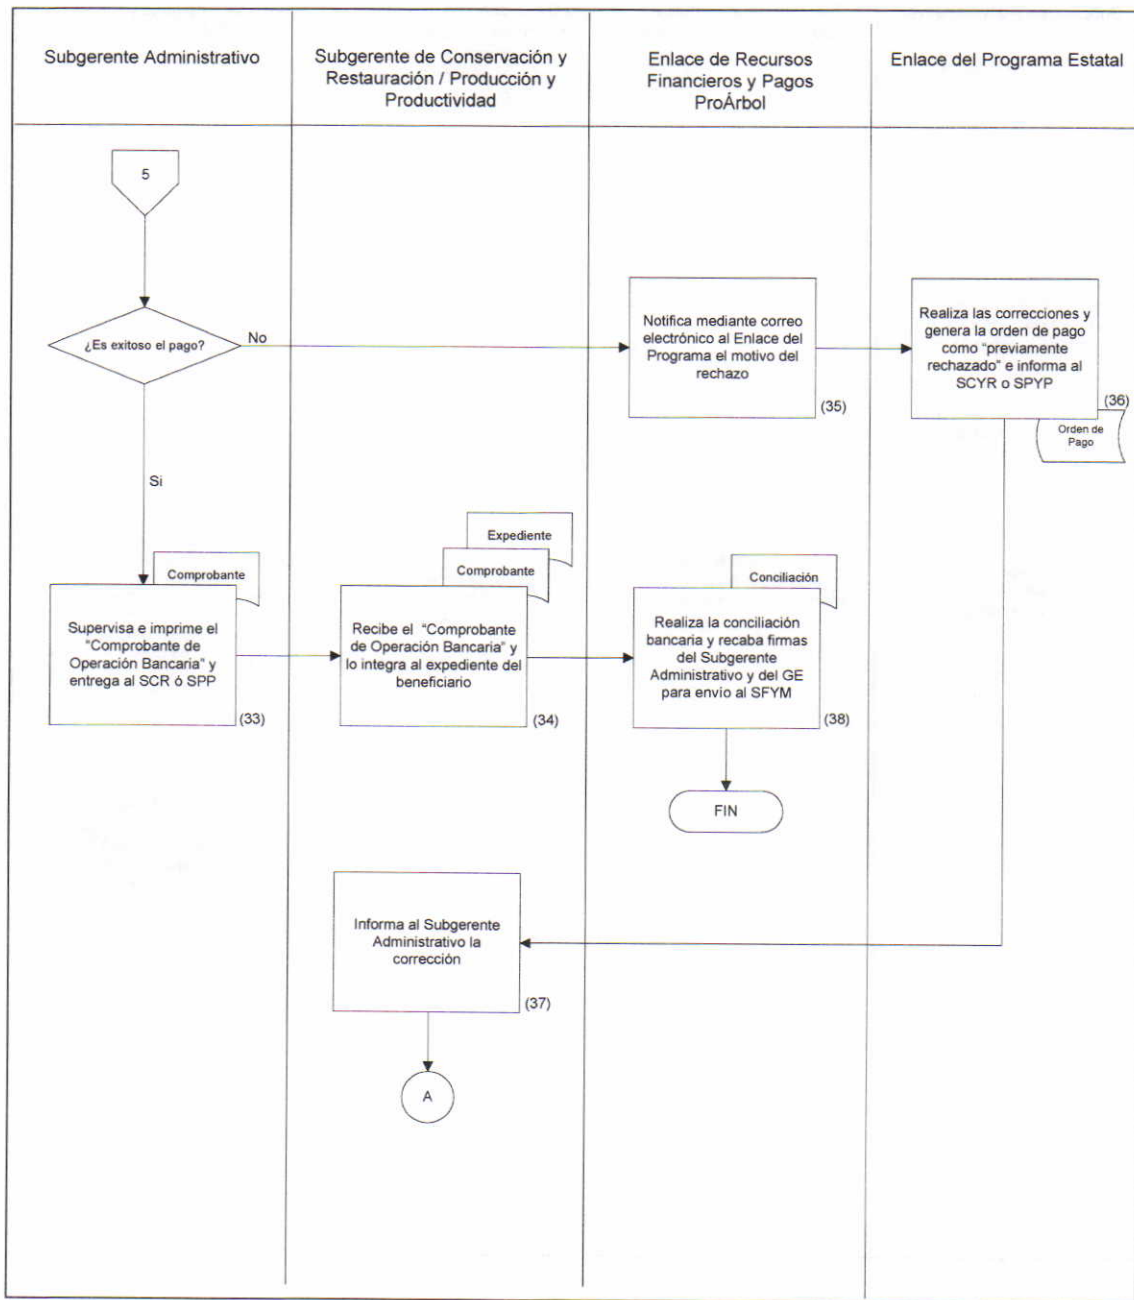 Subgerente Administrativo
Subgerente de Conservación y
Restauración / Producción y
Productividad
Enlace de Recursos
Financieros y Pagos
ProÁrbol
Enlace del Programa Estatal
5
¿Es exitoso el pago?
No
Notifica mediante correo
electrónico al Enlace del
Programa el motivo del
rechazo
(35)
Realiza las correcciones y
genera la orden de pago
como "previamente
rechazado" e informa al
SCYR o SPYP
(36)
Orden de
Pago
Si
Comprobante
Supervisa e imprime el
"Comprobante de
Operación Bancaria" y
entrega al SCR ó SPP
(33)
Expediente
Comprobante
Recibe el "Comprobante
de Operación Bancaria" y
lo integra al expediente del
beneficiario
(34)
Conciliación
Realiza la conciliación
bancaria y recaba firmas
del Subgerente
Administrativo y del GE
para envío al SFYM
(38)
FIN
Informa al Subgerente
Administrativo la
corrección
(37)
A